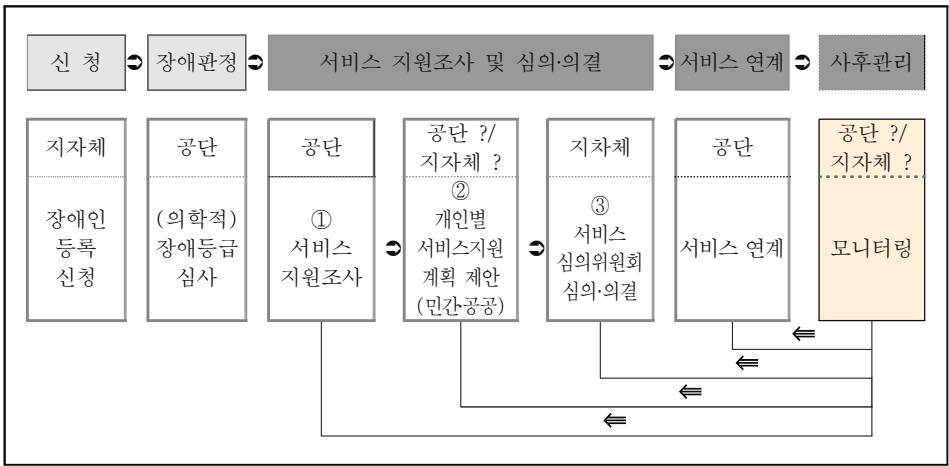 신 청 ➲ 장애판정 ➲ 서비스 지원조사 및 심의·의결 ➲ 서비스 연계 ➲ 사후관리
지자체
장애인
등록
신청
공단
(의학적)
장애등급
심사
공단
①
서비스
지원조사
➲
공단 ?/
지자체 ?
②
개인별
서비스지원
계획 제안
(민간·공공)
➲
지차체
③
서비스
심의위원회
심의·의결
공단
서비스 연계
공단 ?/
지자체 ?
모니터링